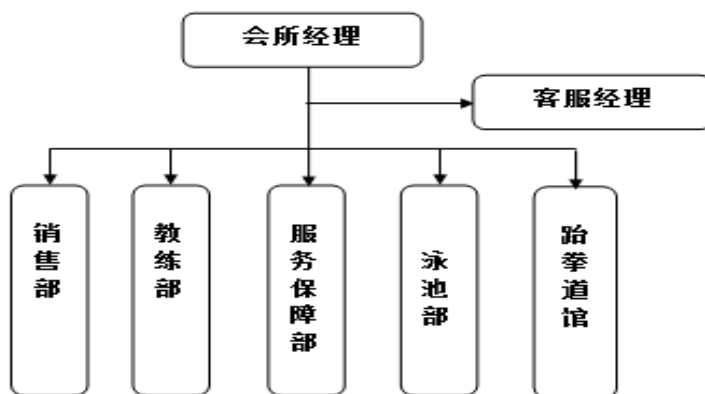 会所经理
客服经理
销售部
教练部
服务保障部
泳池部
跆拳道馆